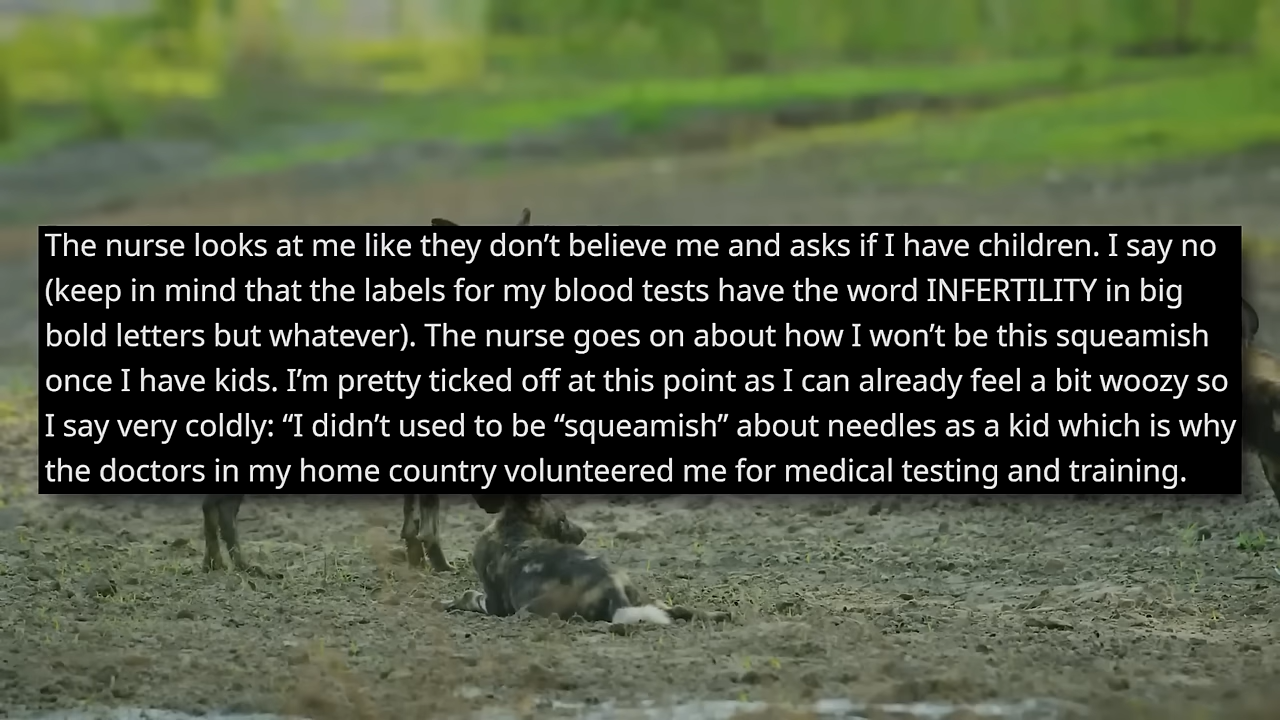 The nurse looks at me like they don’t believe me and asks if I have children. I say no
(keep in mind that the labels for my blood tests have the word INFERTILITY in big
bold letters but whatever). The nurse goes on about how I won’t be this squeamish
once I have kids. I’m pretty ticked off at this point as I can already feel a bit woozy so
I say very coldly: “I didn’t used to be “squeamish” about needles as a kid which is why
the doctors in my home country volunteered me for medical testing and training.